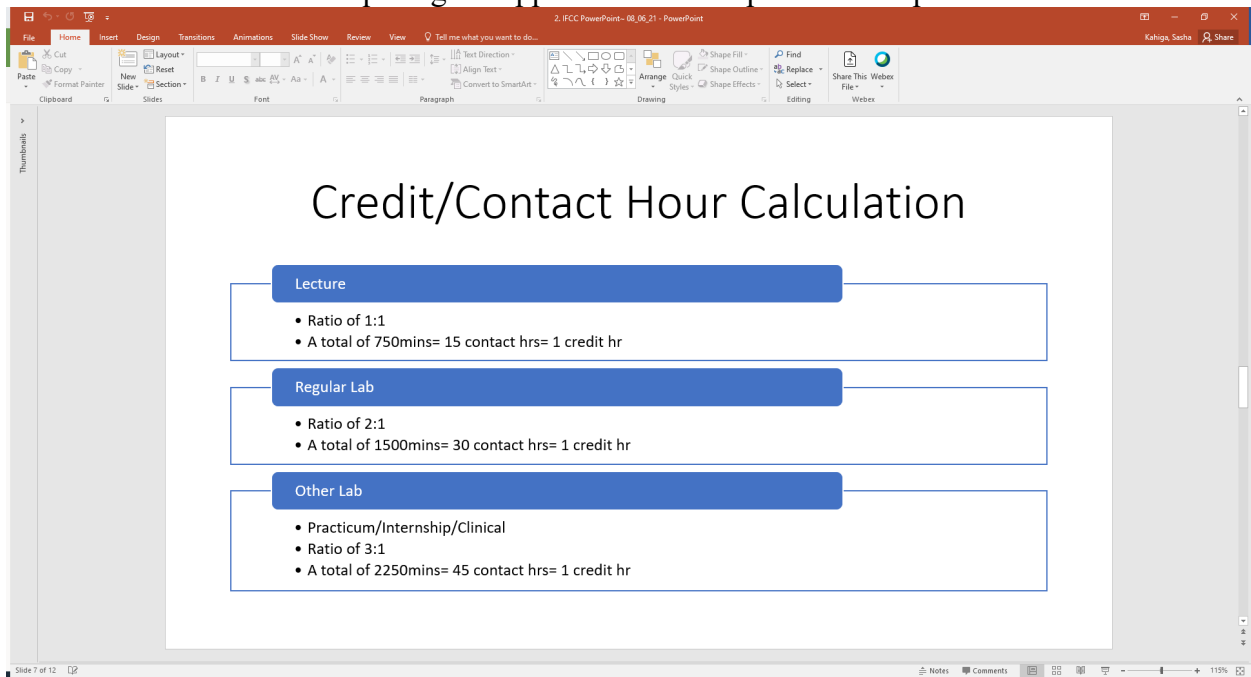 2. IFCC PowerPoint~ 08_06_21 - PowerPoint
Kahiga, Sasha
Share
File Home Insert Design Transitions Animations Slide Show Review View Tell me what you want to do...
Paste
Cut
Copy
Format Painter
Clipboard
New Slide
Layout
Reset
Section
Slides
B I U S abc AV Aa A
Font
Text Direction
Align Text
Convert to SmartArt
Paragraph
Arrange
Quick Styles
Shape Fill
Shape Outline
Shape Effects
Drawing
Find
Replace
Select
Editing
Share This File
Webex
Webex
Thumbnails
Credit/Contact Hour Calculation
Lecture
• Ratio of 1:1
• A total of 750mins= 15 contact hrs= 1 credit hr
Regular Lab
• Ratio of 2:1
• A total of 1500mins= 30 contact hrs= 1 credit hr
Other Lab
• Practicum/Internship/Clinical
• Ratio of 3:1
• A total of 2250mins= 45 contact hrs= 1 credit hr
Slide 7 of 12
Notes
Comments
115%